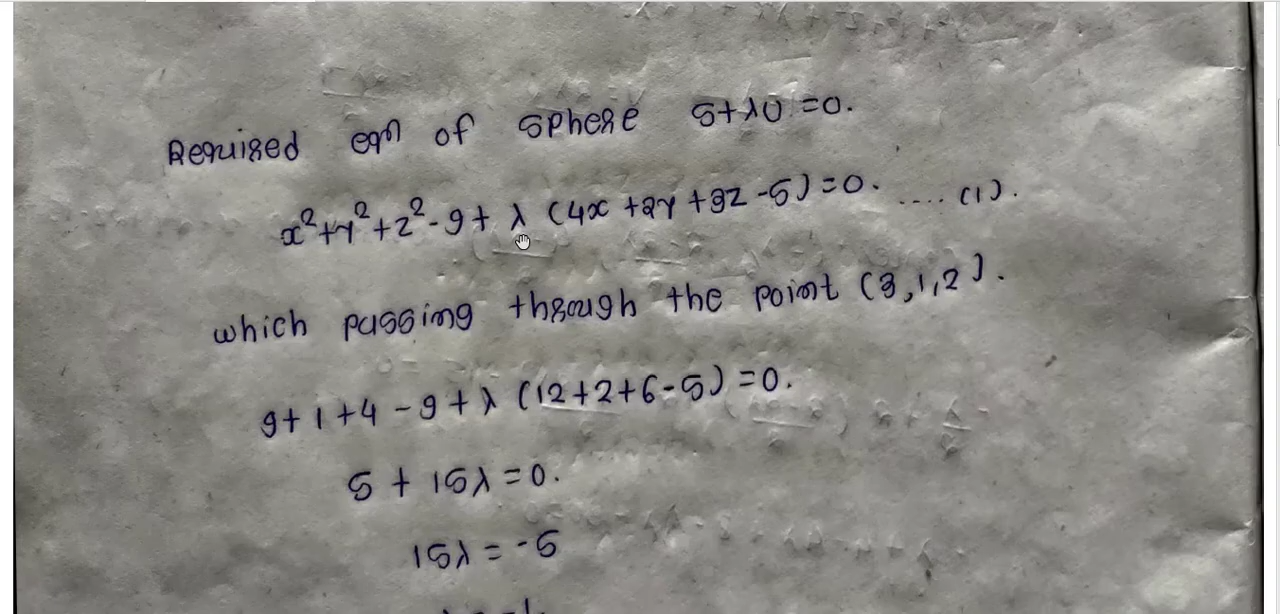 Required eqn of sphere S+λU =0.
x²+y²+z²-9+ λ (4x +2y +3z -5)=0. .... (1).
which passing through the point (3,1,2).
9+1+4-9+λ (12+2+6-5)=0.
5 + 15λ =0.
15λ = -5